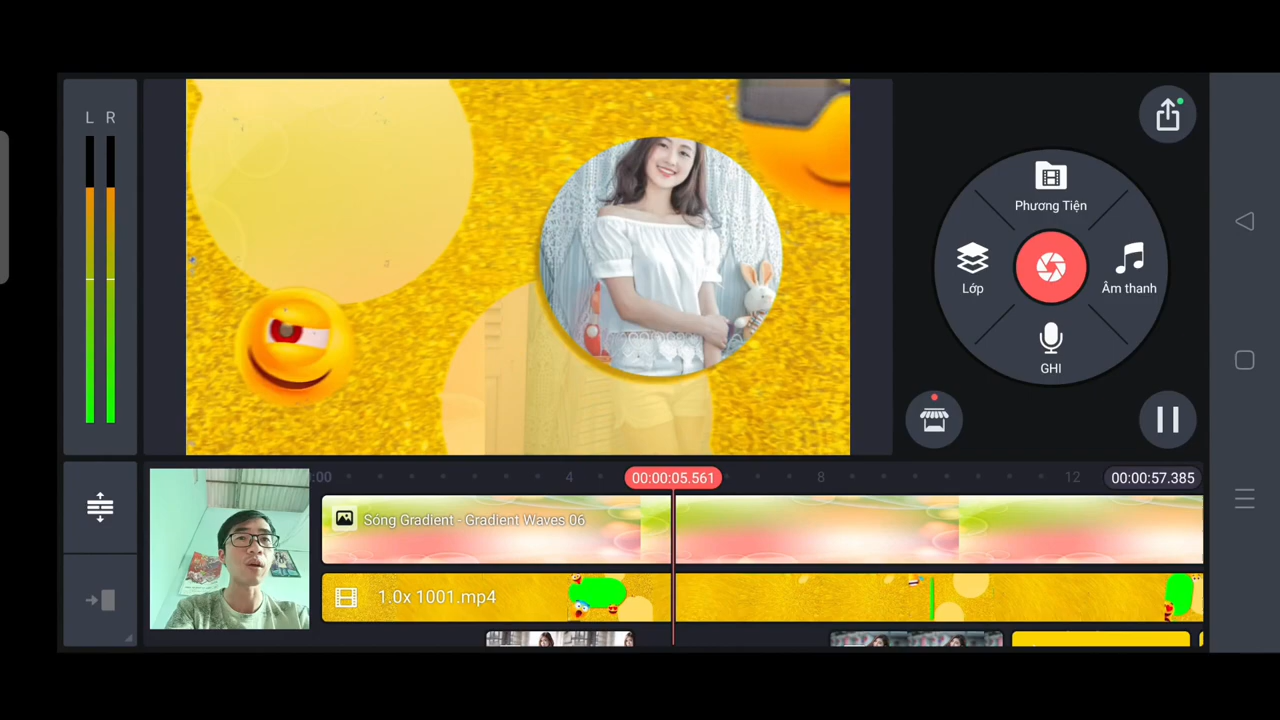 L R
Phương Tiện
Lớp
Âm thanh
GHI
:00
4
00:00:05.561
8
12
00:00:57.385
Sóng Gradient - Gradient Waves 06
1.0x 1001.mp4